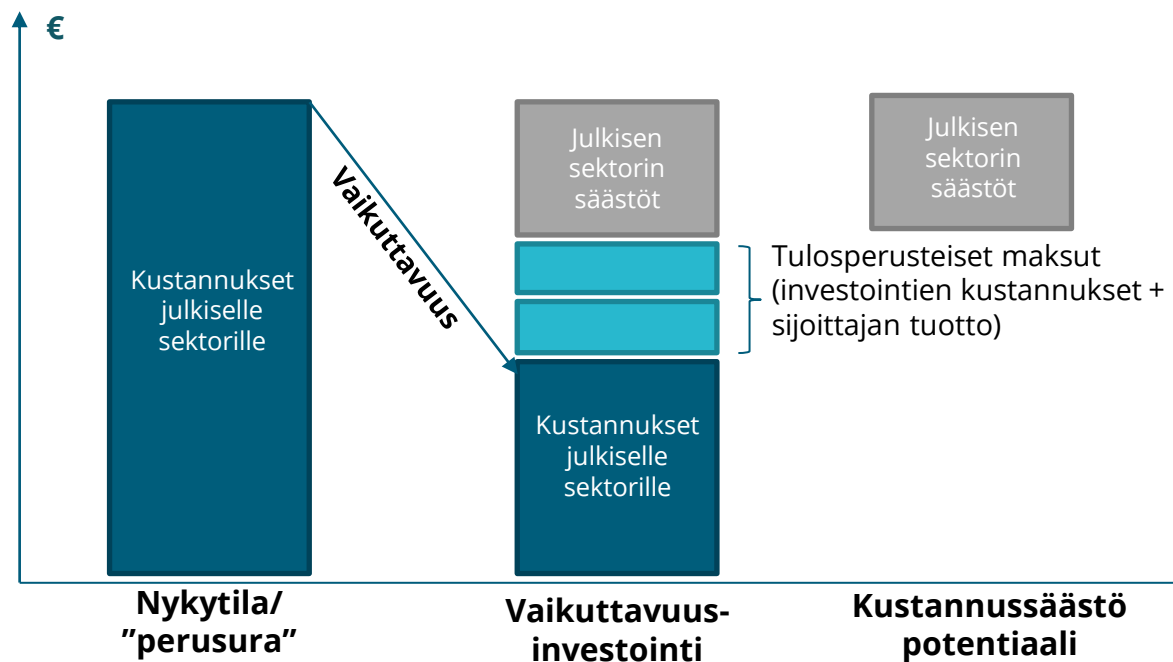 €
Kustannukset
julkiselle
sektorille
Vaikuttavuus
Julkisen
sektorin
säästöt
Kustannukset
julkiselle
sektorille
Julkisen
sektorin
säästöt
Tulosperusteiset maksut
(investointien kustannukset +
sijoittajan tuotto)
Nykytila/
”perusura”
Vaikuttavuus-
investointi
Kustannussäästö
potentiaali